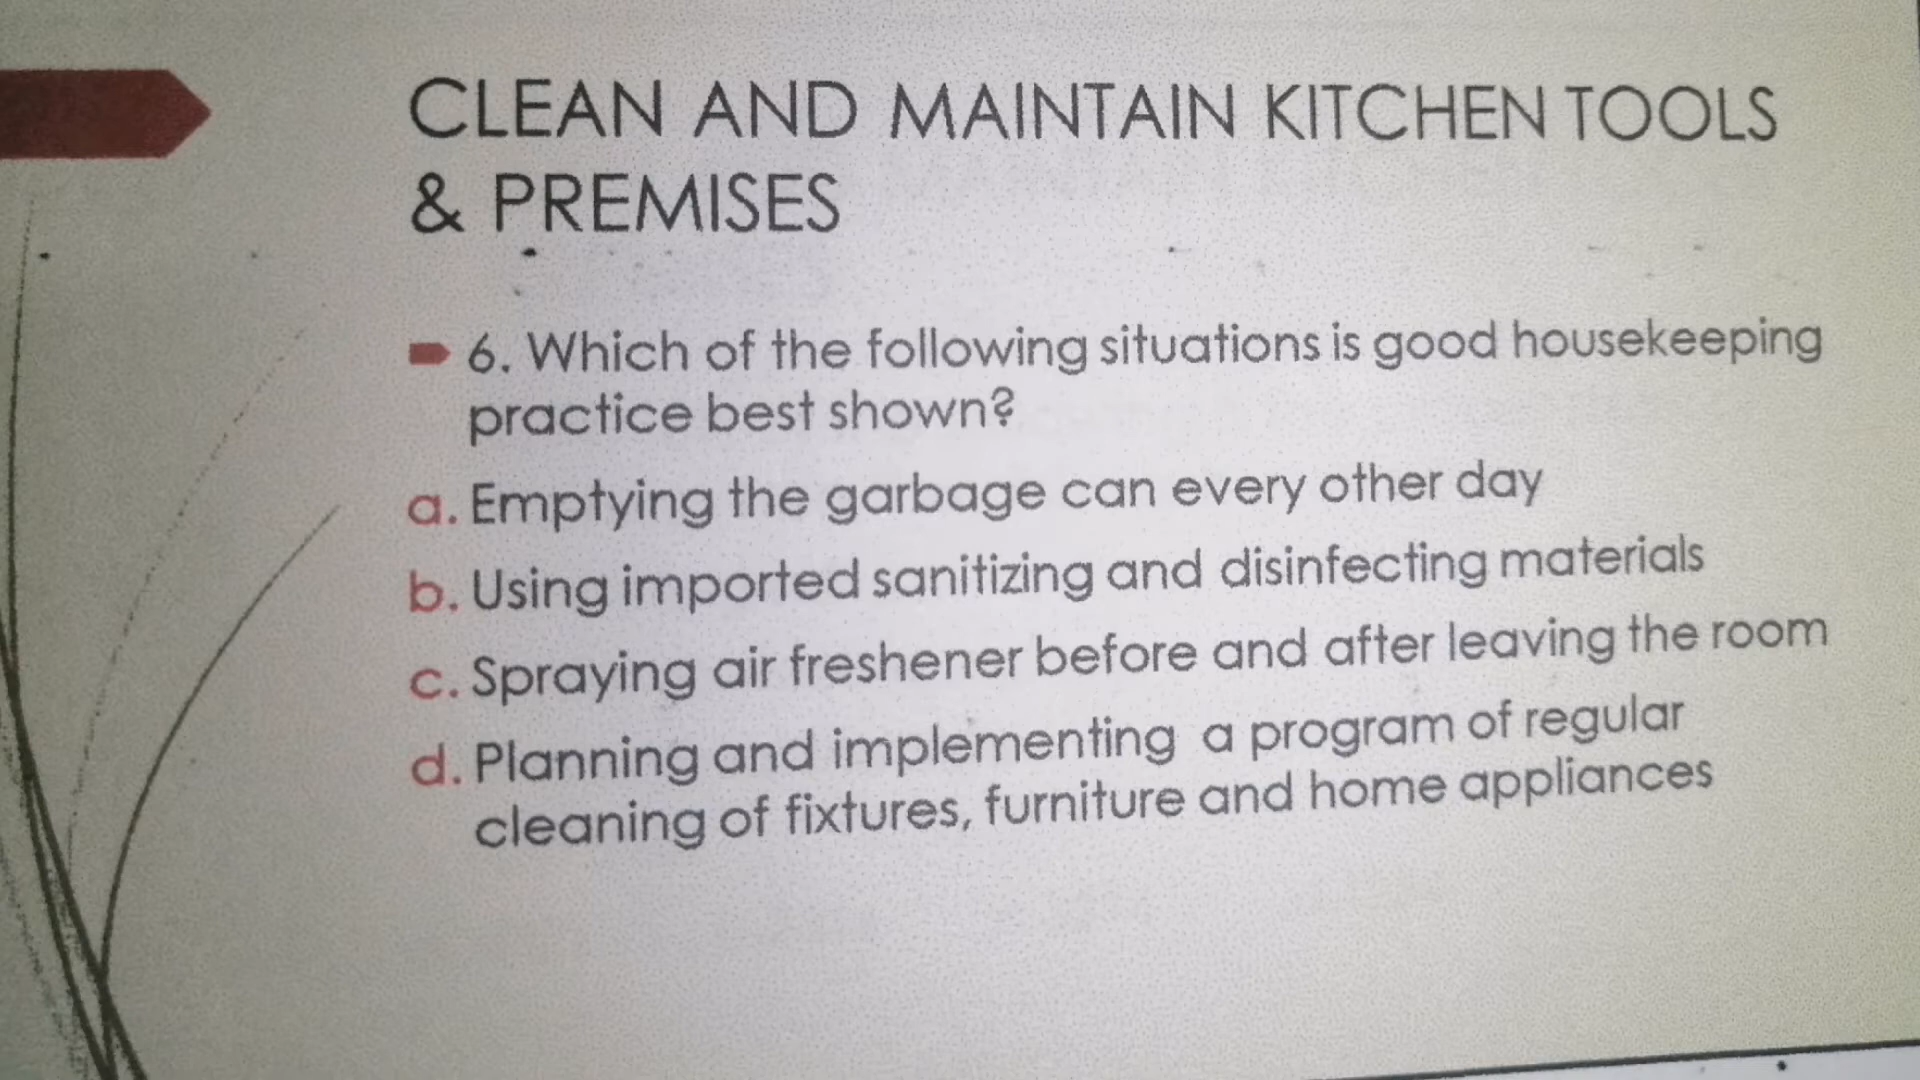 CLEAN AND MAINTAIN KITCHEN TOOLS
& PREMISES
6. Which of the following situations is good housekeeping
practice best shown?
a. Emptying the garbage can every other day
b. Using imported sanitizing and disinfecting materials
c. Spraying air freshener before and after leaving the room
d. Planning and implementing a program of regular
cleaning of fixtures, furniture and home appliances